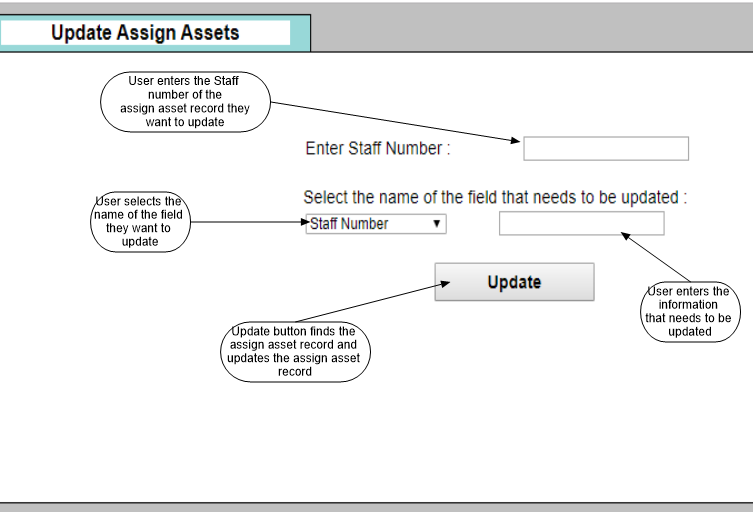 Update Assign Assets
User enters the Staff
number of the
assign asset record they
want to update
Enter Staff Number :
Select the name of the field that needs to be updated :
User selects the
name of the field
they want to
update
Staff Number
Update
User enters the
information
that needs to be
updated
Update button finds the
assign asset record and
updates the assign asset
record